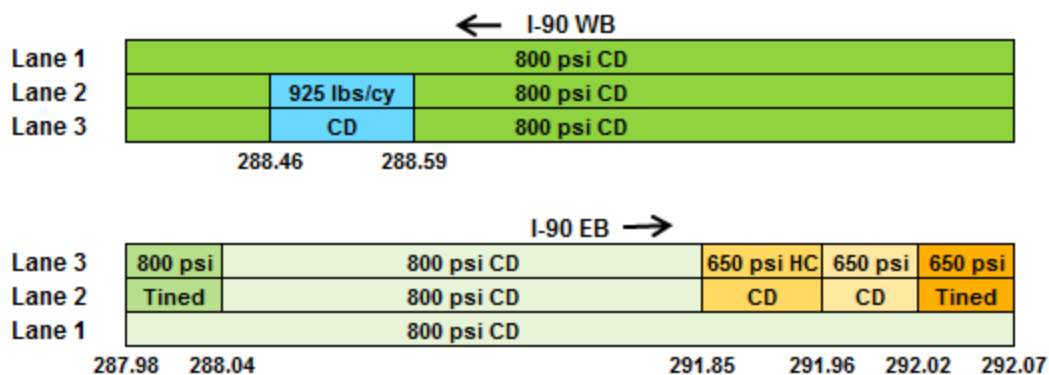 I-90 WB
Lane 1 800 psi CD
Lane 2 925 lbs/cy 800 psi CD
Lane 3 CD 800 psi CD
288.46 288.59
I-90 EB
Lane 3 800 psi 800 psi CD 650 psi HC 650 psi 650 psi
Lane 2 Tined 800 psi CD CD CD Tined
Lane 1 800 psi CD
287.98 288.04 291.85 291.96 292.02 292.07